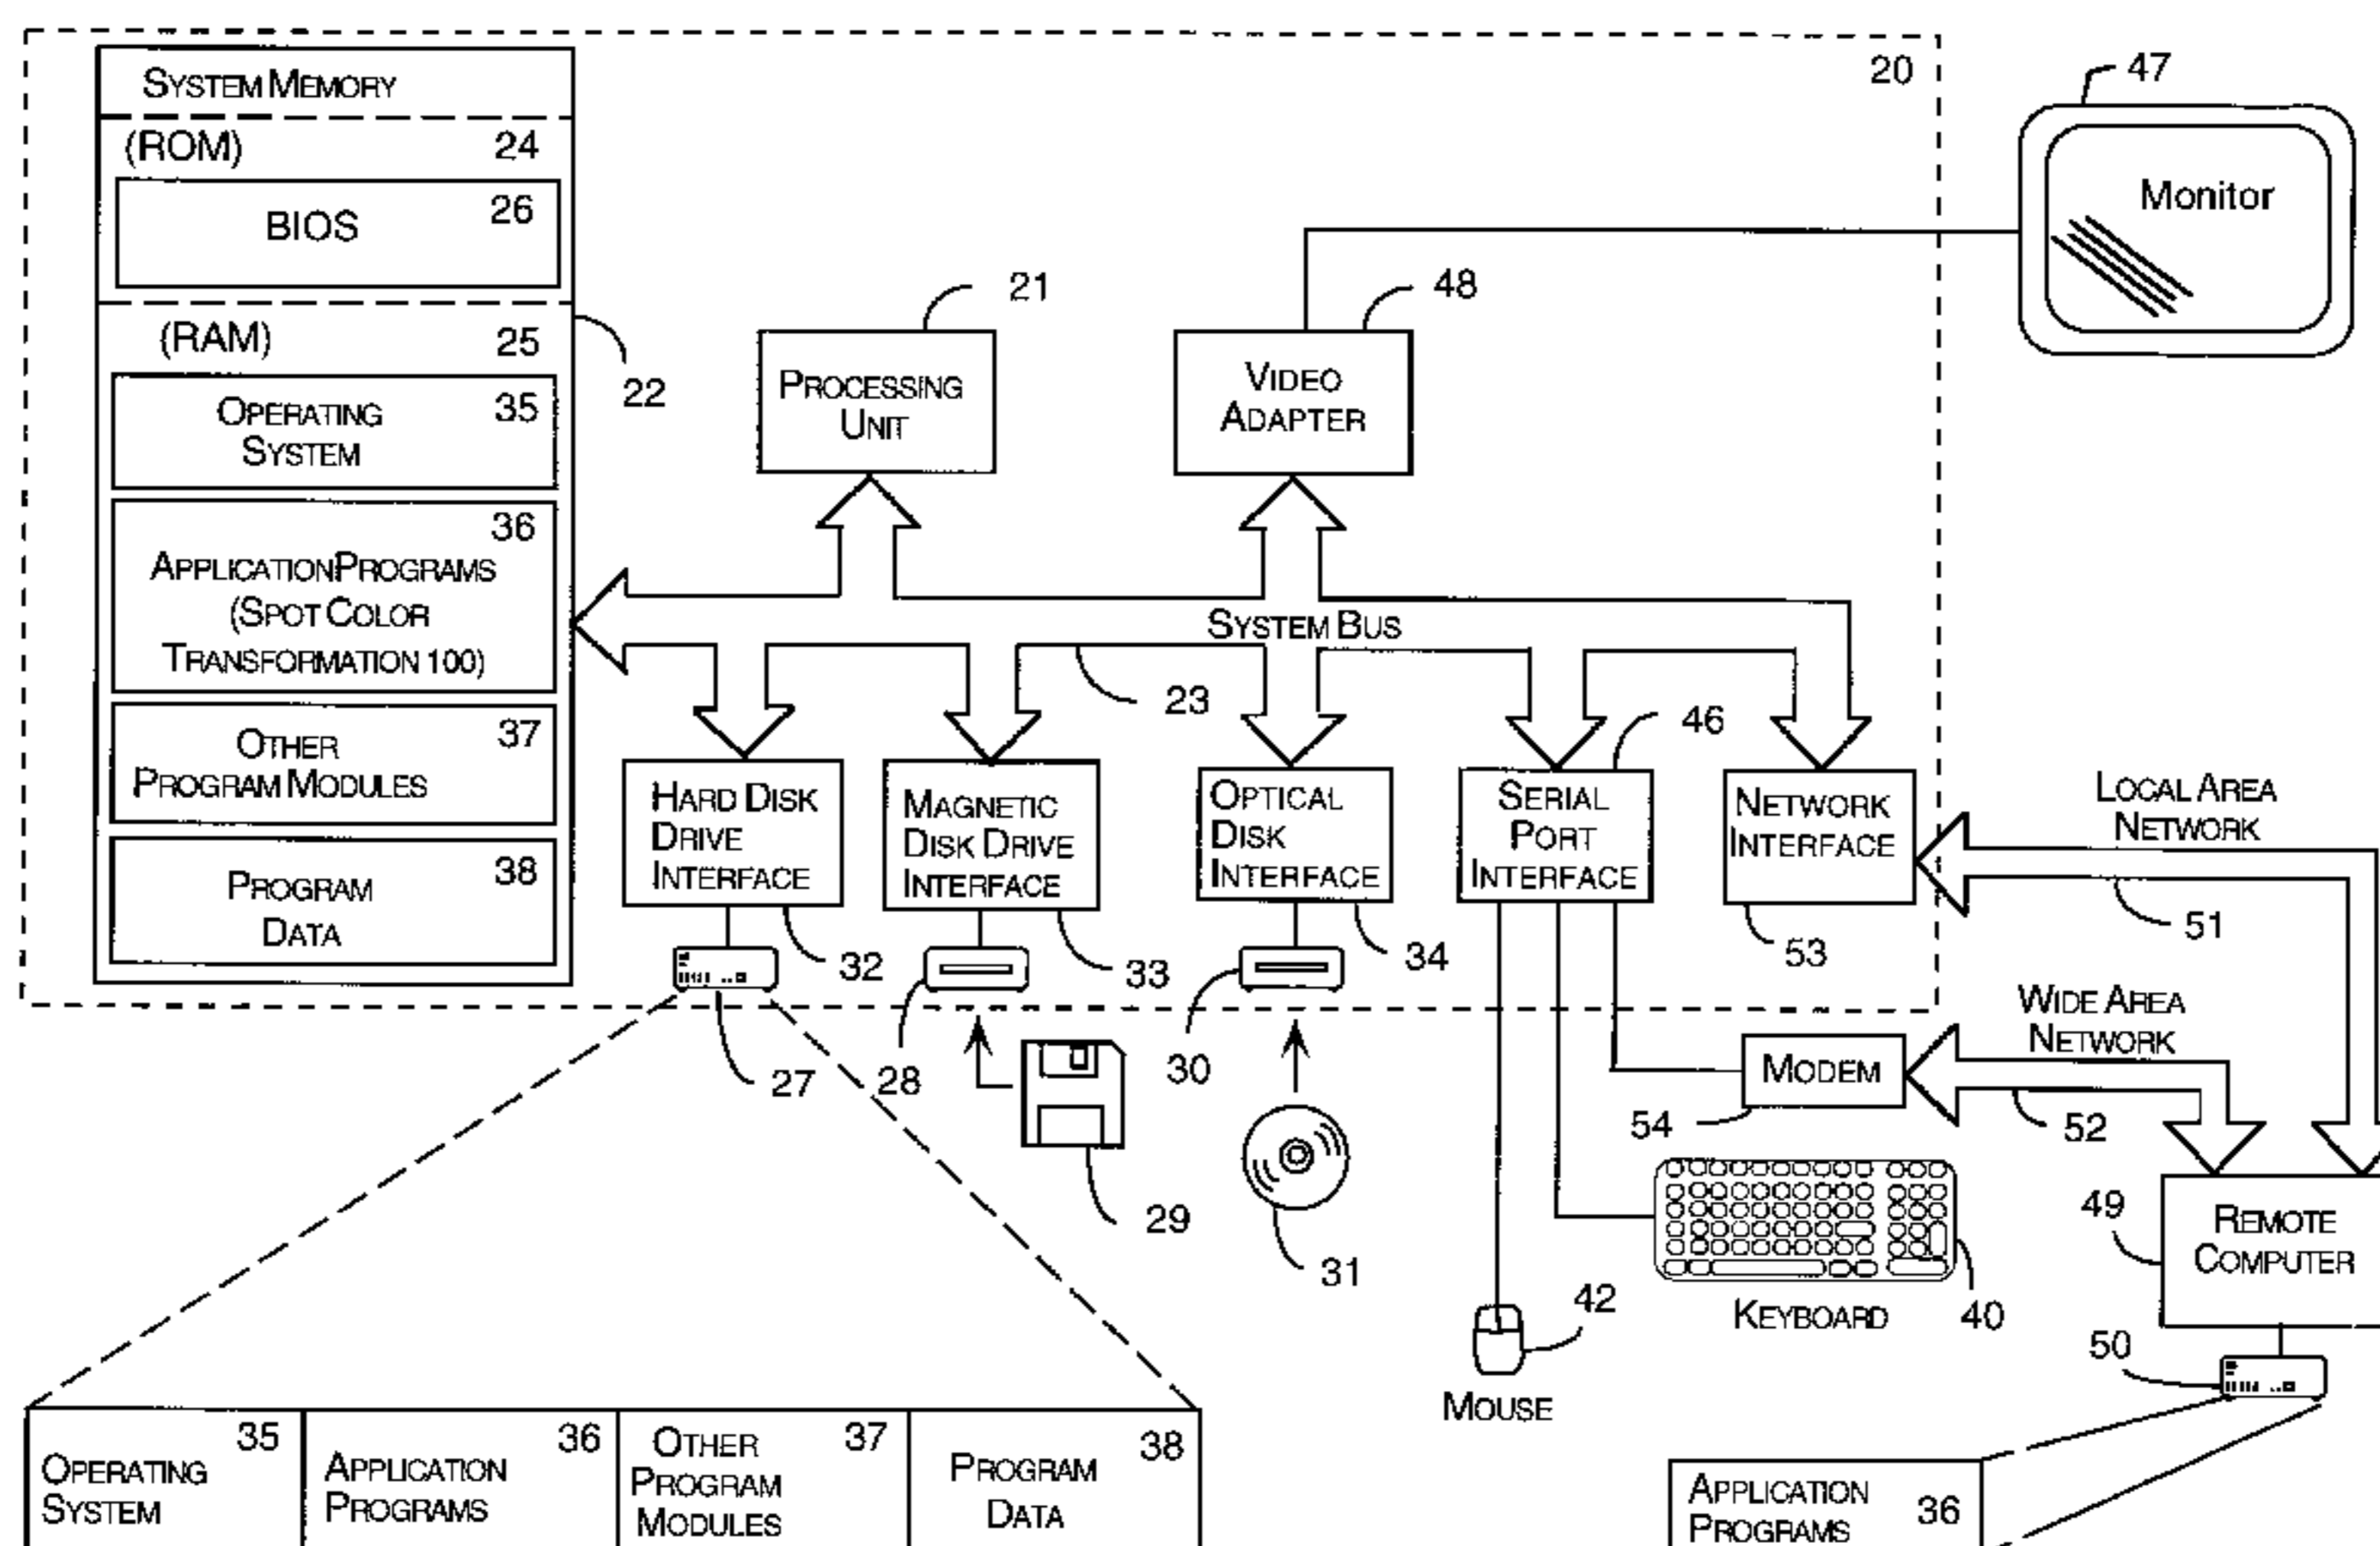 20
47
SYSTEM MEMORY
(ROM)
24
BIOS
26
Monitor
21
48
(RAM)
25
22
OPERATING
SYSTEM
35
PROCESSING
UNIT
VIDEO
ADAPTER
36
APPLICATION PROGRAMS
(SPOT COLOR
TRANSFORMATION 100)
SYSTEM BUS
23
46
OTHER
PROGRAM MODULES
37
HARD DISK
DRIVE
INTERFACE
MAGNETIC
DISK DRIVE
INTERFACE
OPTICAL
DISK
INTERFACE
SERIAL
PORT
INTERFACE
NETWORK
INTERFACE
LOCAL AREA
NETWORK
PROGRAM
DATA
38
32
33
34
53
51
WIDE AREA
NETWORK
27
28
30
MODEM
54
52
29
31
49
REMOTE
COMPUTER
42
KEYBOARD
40
MOUSE
50
OPERATING
SYSTEM
35
APPLICATION
PROGRAMS
36
OTHER
PROGRAM
MODULES
37
PROGRAM
DATA
38
APPLICATION
PROGRAMS
36